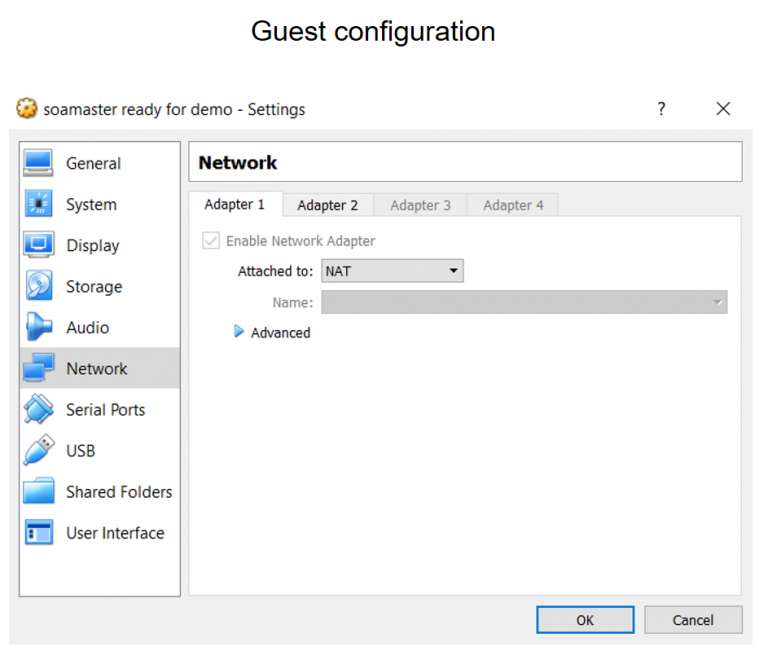 Guest configuration
soamaster ready for demo - Settings
?
General
System
Display
Storage
Audio
Network
Serial Ports
USB
Shared Folders
User Interface
Network
Adapter 1 Adapter 2 Adapter 3 Adapter 4
Enable Network Adapter
Attached to: NAT
Name:
Advanced
OK Cancel